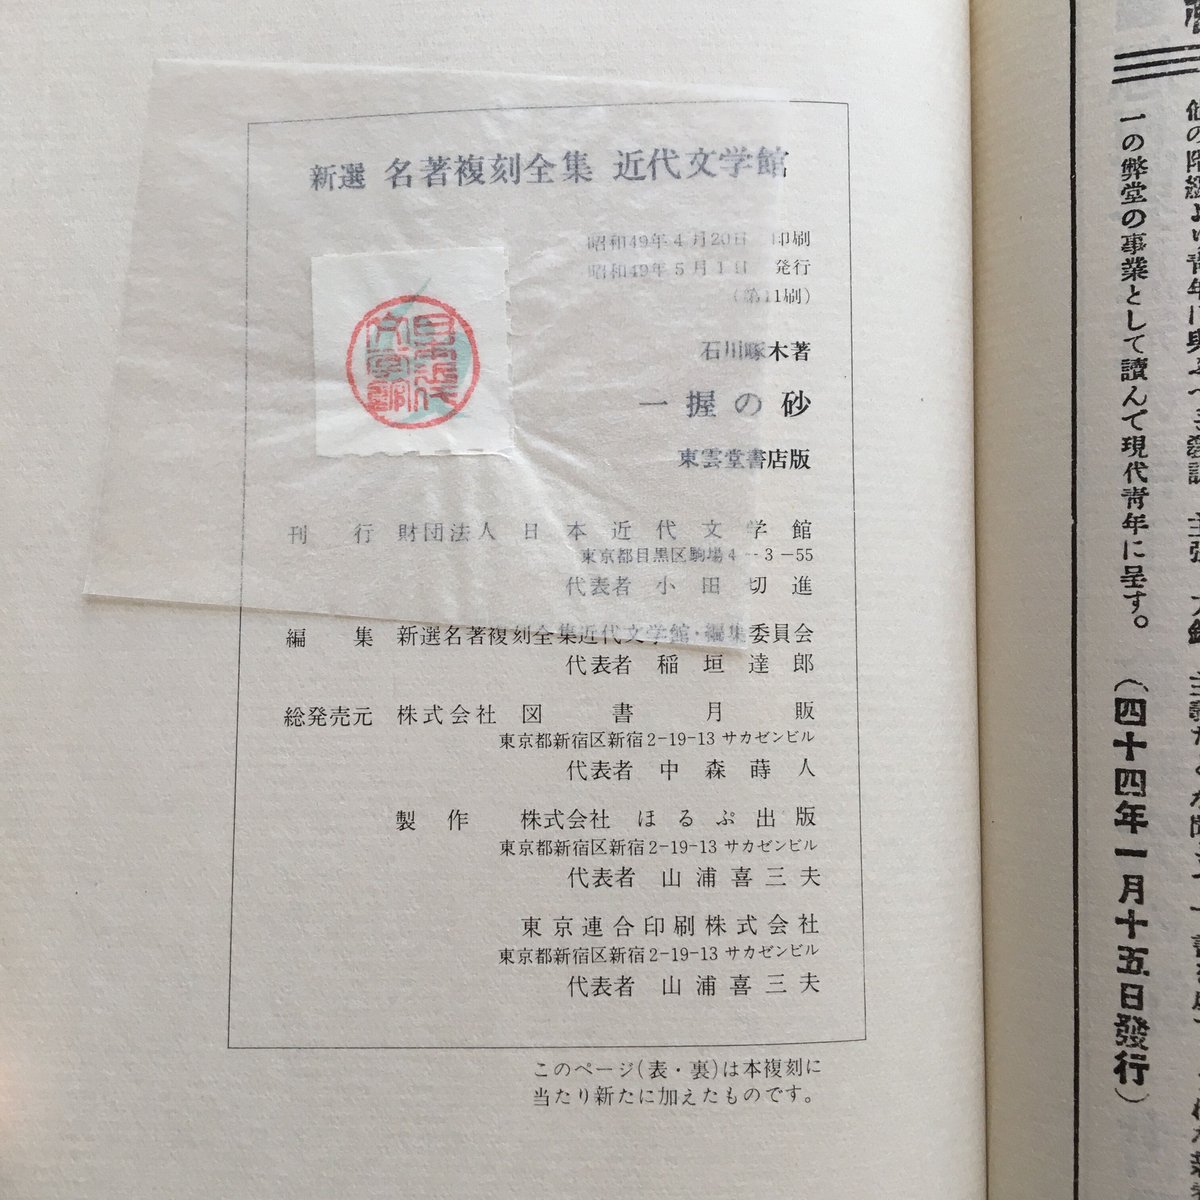 新選 名著複刻全集 近代文学館
昭和49年4月20日 印刷
昭和49年5月1日 発行
(第11刷)
石川啄木著
一握の砂
東雲堂書店版
刊行 財団法人 日本近代文学館
東京都目黒区駒場4-3-55
代表者 小田切進
編集 新選名著複刻全集近代文学館・編集委員会
代表者 稲垣達郎
総発売元 株式会社 図書月販
東京都新宿区新宿2-19-13 サカゼンビル
代表者 中森蒔人
製作 株式会社 ほるぷ出版
東京都新宿区新宿2-19-13 サカゼンビル
代表者 山浦喜三夫
東京連合印刷株式会社
東京都新宿区新宿2-19-13 サカゼンビル
代表者 山浦喜三夫
このページ(表・裏)は本複刻に
当たり新たに加えたものです。
日本近代文学館
一の弊堂の事業として讀んで現代靑年に呈す。(四十四年一月十五日發行)